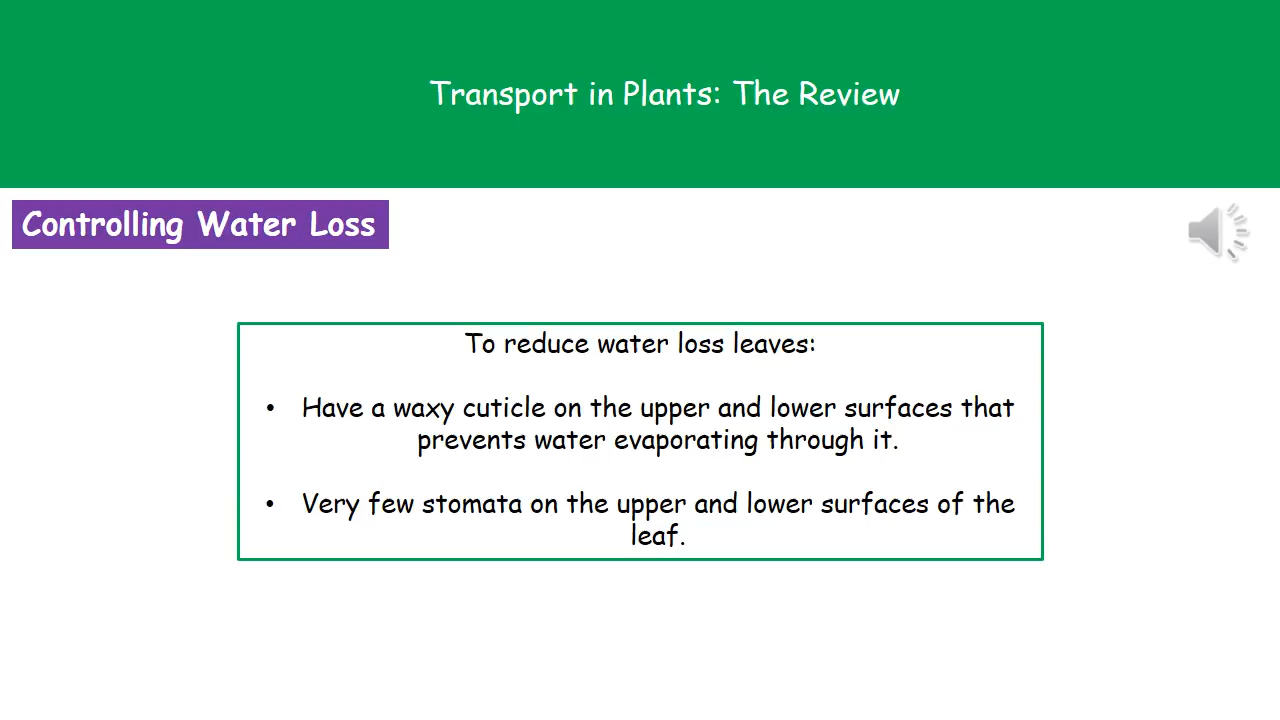 Transport in Plants: The Review
Controlling Water Loss
To reduce water loss leaves:
• Have a waxy cuticle on the upper and lower surfaces that
prevents water evaporating through it.
• Very few stomata on the upper and lower surfaces of the
leaf.